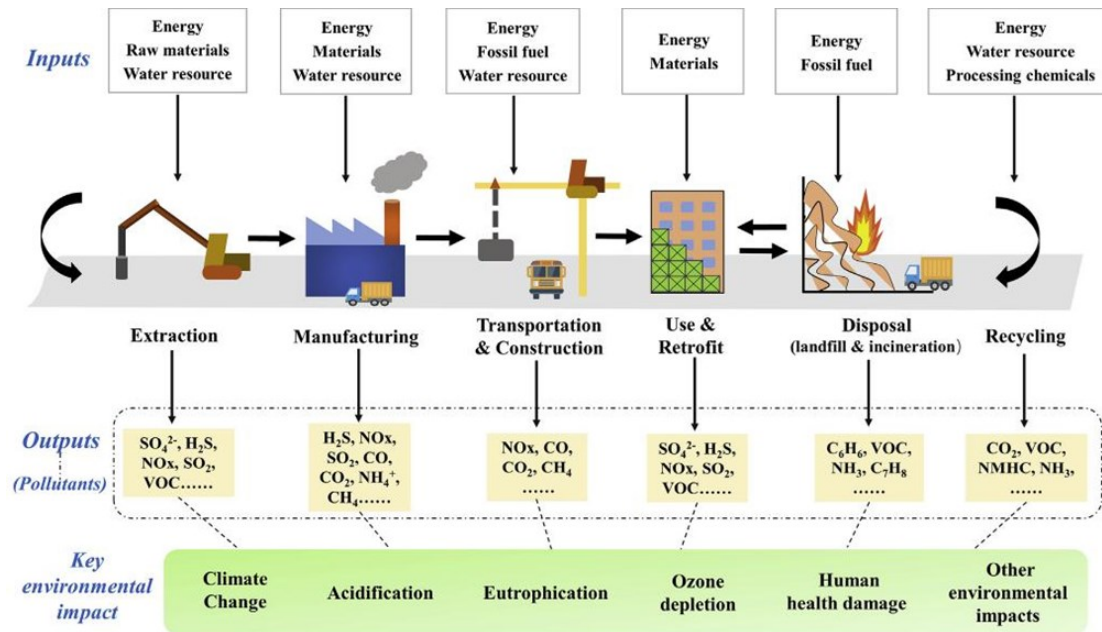 Inputs
Energy
Raw materials
Water resource
Energy
Materials
Water resource
Energy
Fossil fuel
Water resource
Energy
Materials
Energy
Fossil fuel
Energy
Water resource
Processing chemicals
Extraction
Manufacturing
Transportation
& Construction
Use &
Retrofit
Disposal
(landfill & incineration)
Recycling
Outputs
(Pollutants)
SO₄²⁻, H₂S,
NOx, SO₂,
VOC……
H₂S, NOx,
SO₂, CO,
CO₂, NH₄⁺,
CH₄……
NOx, CO,
CO₂, CH₄
……
SO₄²⁻, H₂S,
NOx, SO₂,
VOC……
C₆H₆, VOC,
NH₃, C₇H₈
……
CO₂, VOC,
NMHC, NH₃,
……
Key
environmental
impact
Climate
Change
Acidification
Eutrophication
Ozone
depletion
Human
health damage
Other
environmental
impacts